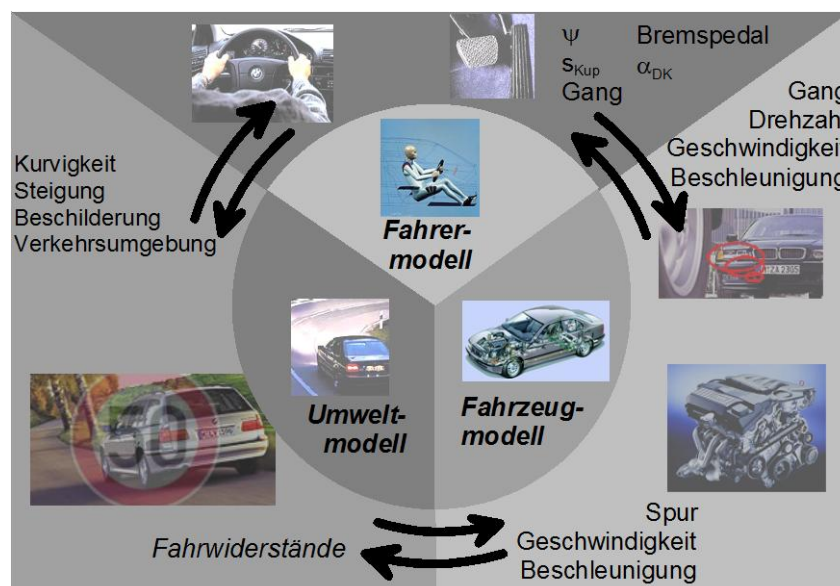 ψ Bremspedal
s_Kup α_DK
Gang
Gang
Drehzahl
Geschwindigkeit
Beschleunigung
Kurvigkeit
Steigung
Beschilderung
Verkehrsumgebung
Fahrer-
modell
Umwelt-
modell
Fahrzeug-
modell
70
Fahrwiderstände
Spur
Geschwindigkeit
Beschleunigung